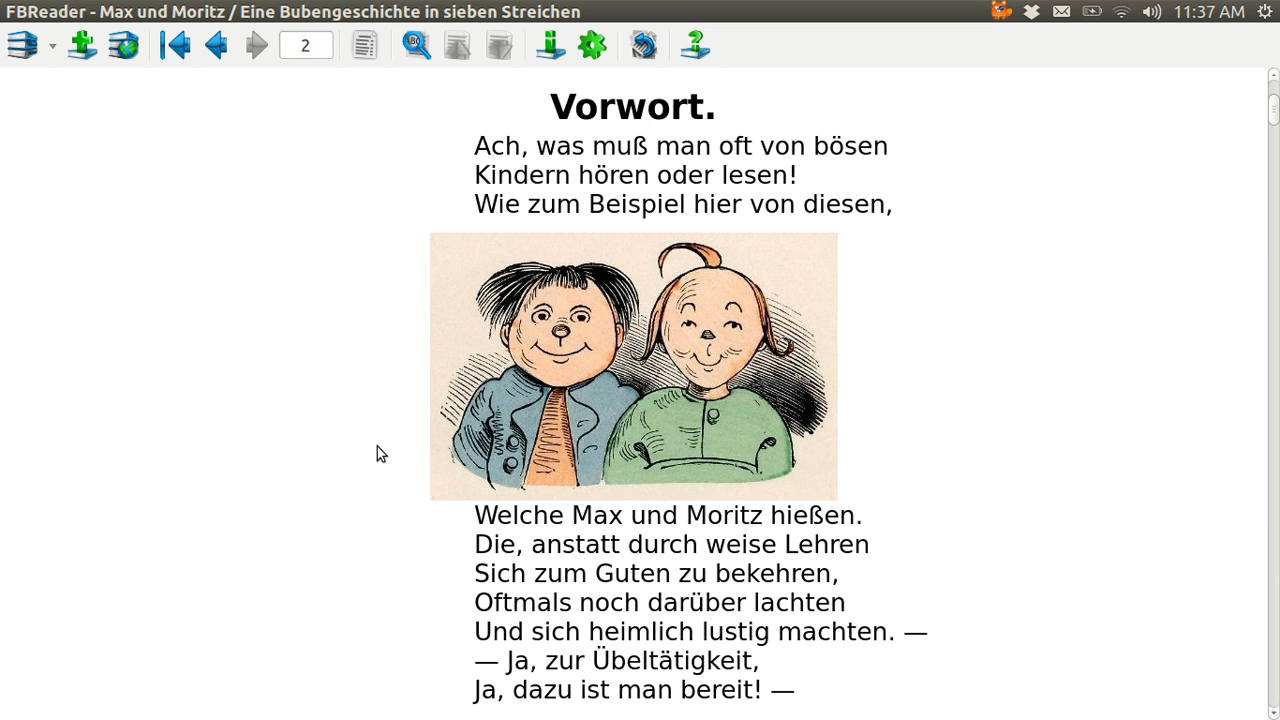 FBReader - Max und Moritz / Eine Bubengeschichte in sieben Streichen
11:37 AM
2
ABC
Vorwort.
Ach, was muß man oft von bösen
Kindern hören oder lesen!
Wie zum Beispiel hier von diesen,
Welche Max und Moritz hießen.
Die, anstatt durch weise Lehren
Sich zum Guten zu bekehren,
Oftmals noch darüber lachten
Und sich heimlich lustig machten. —
— Ja, zur Übeltätigkeit,
Ja, dazu ist man bereit! —